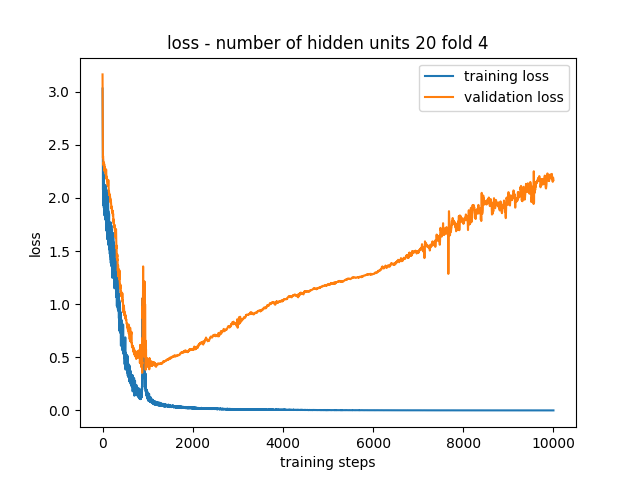 loss - number of hidden units 20 fold 4
training loss
validation loss
3.0
2.5
2.0
1.5
1.0
0.5
0.0
loss
0 2000 4000 6000 8000 10000
training steps